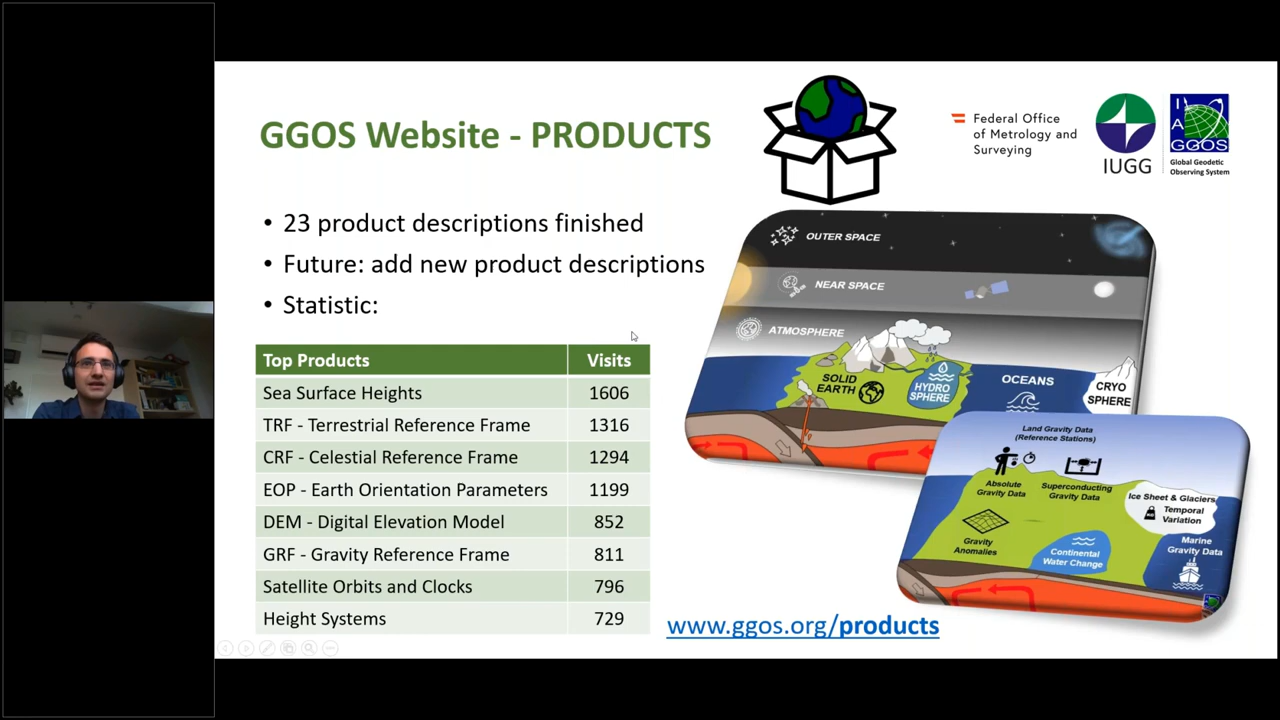 GGOS Website - PRODUCTS
Federal Office
of Metrology and
Surveying
IUGG
I
A
G
GGOS
Global Geodetic
Observing System
• 23 product descriptions finished
• Future: add new product descriptions
• Statistic:
Top Products Visits
Sea Surface Heights 1606
TRF - Terrestrial Reference Frame 1316
CRF - Celestial Reference Frame 1294
EOP - Earth Orientation Parameters 1199
DEM - Digital Elevation Model 852
GRF - Gravity Reference Frame 811
Satellite Orbits and Clocks 796
Height Systems 729
OUTER SPACE
NEAR SPACE
ATMOSPHERE
SOLID
EARTH
HYDRO
SPHERE
OCEANS
CRYO
SPHERE
Land Gravity Data
(Reference Stations)
Absolute
Gravity Data
Superconducting
Gravity Data
Ice Sheet & Glaciers
Temporal
Variation
Gravity
Anomalies
Continental
Water Change
Marine
Gravity Data
www.ggos.org/products